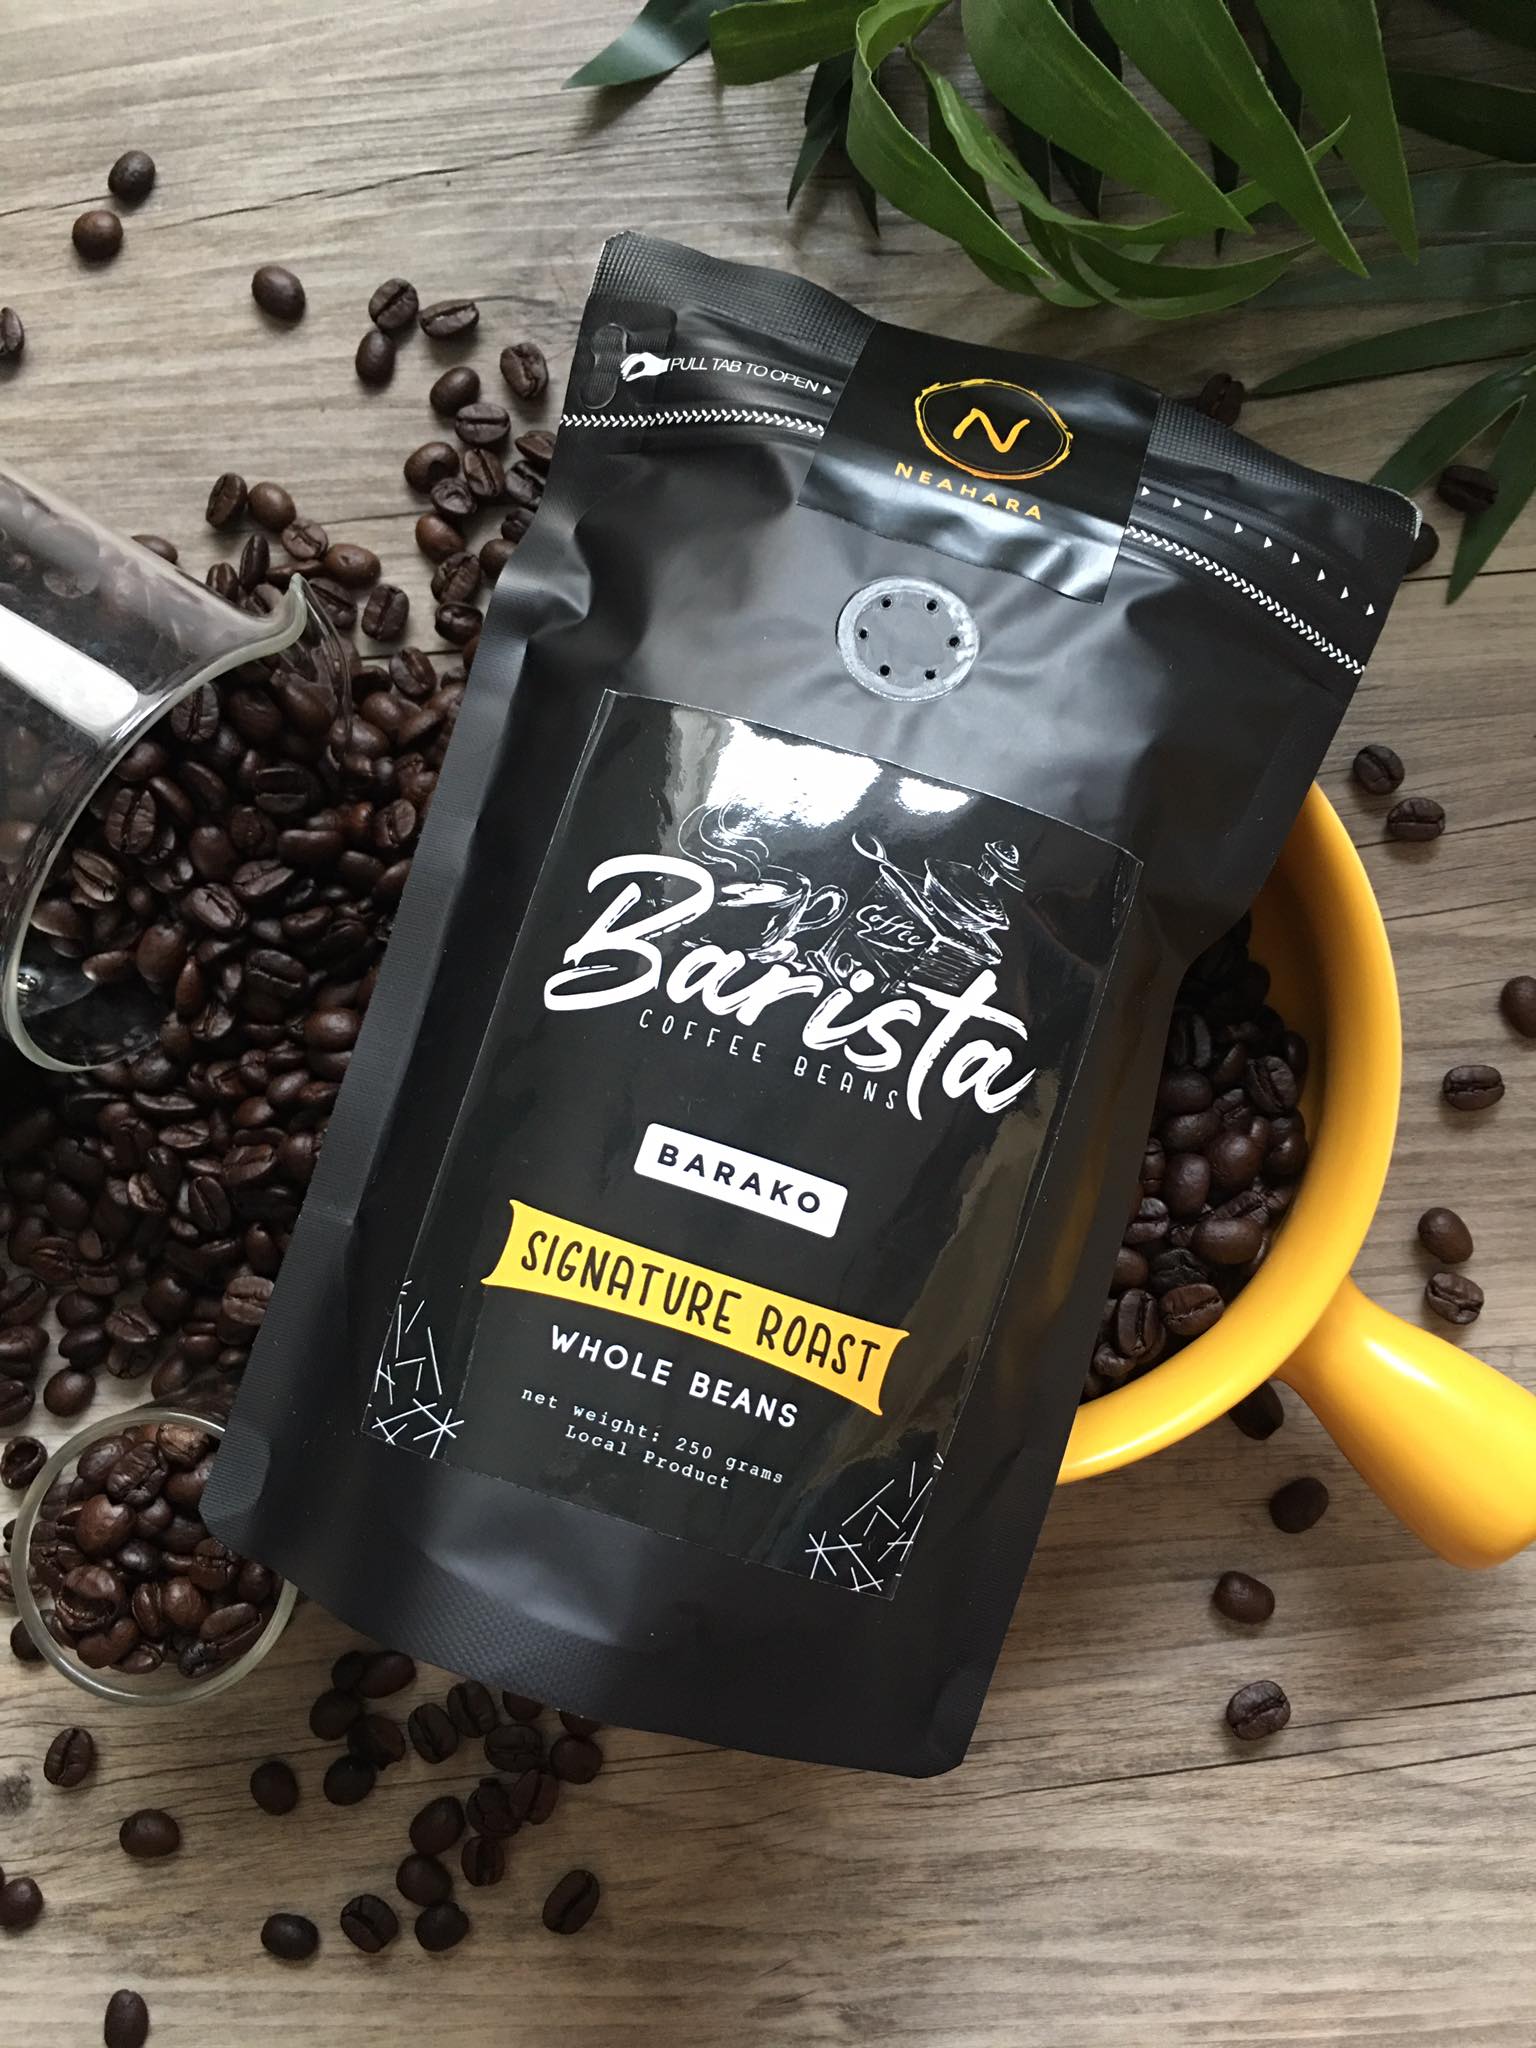 PULL TAB TO OPEN
N
NEAHARA
Coffee
Barista
COFFEE BEANS
BARAKO
SIGNATURE ROAST
WHOLE BEANS
net weight: 250 grams
Local Product